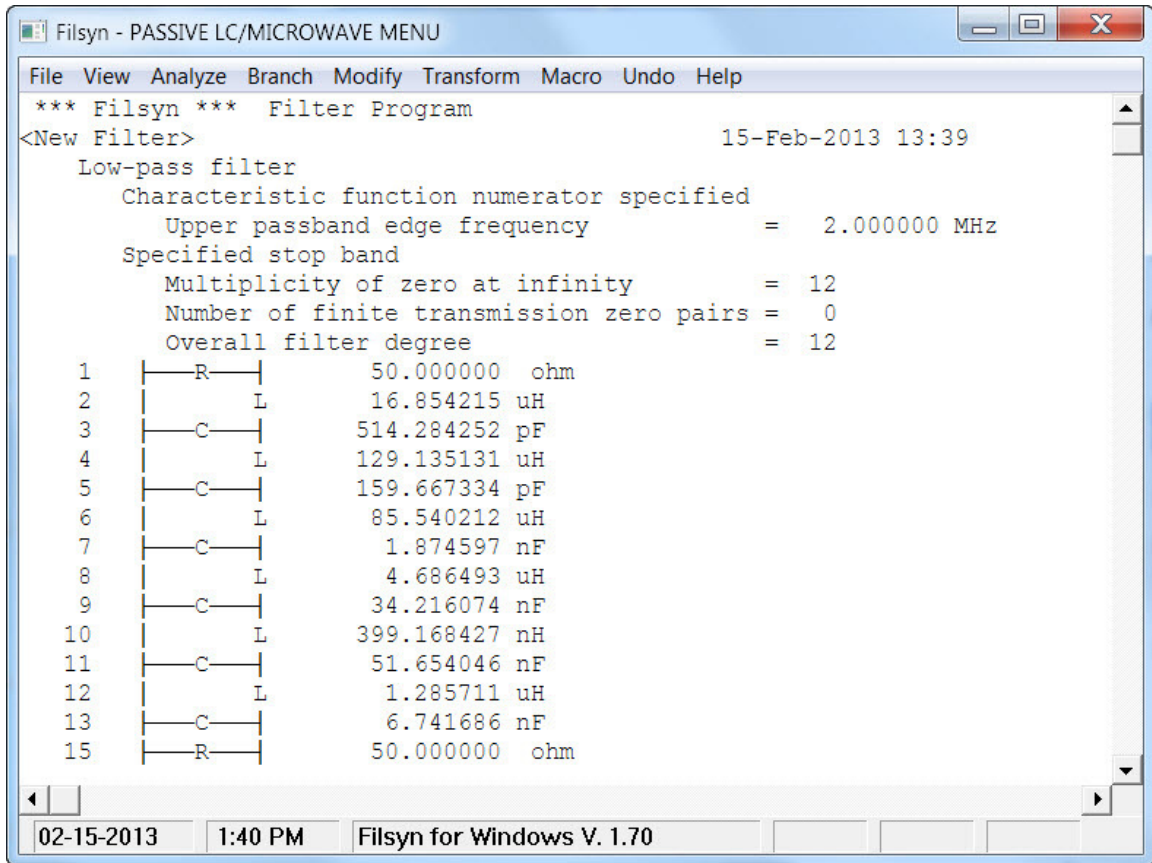 Filsyn - PASSIVE LC/MICROWAVE MENU
File View Analyze Branch Modify Transform Macro Undo Help
*** Filsyn *** Filter Program
<New Filter> 15-Feb-2013 13:39
Low-pass filter
Characteristic function numerator specified
Upper passband edge frequency = 2.000000 MHz
Specified stop band
Multiplicity of zero at infinity = 12
Number of finite transmission zero pairs = 0
Overall filter degree = 12
1 R 50.000000 ohm
2 L 16.854215 uH
3 C 514.284252 pF
4 L 129.135131 uH
5 C 159.667334 pF
6 L 85.540212 uH
7 C 1.874597 nF
8 L 4.686493 uH
9 C 34.216074 nF
10 L 399.168427 nH
11 C 51.654046 nF
12 L 1.285711 uH
13 C 6.741686 nF
15 R 50.000000 ohm
02-15-2013 1:40 PM Filsyn for Windows V. 1.70